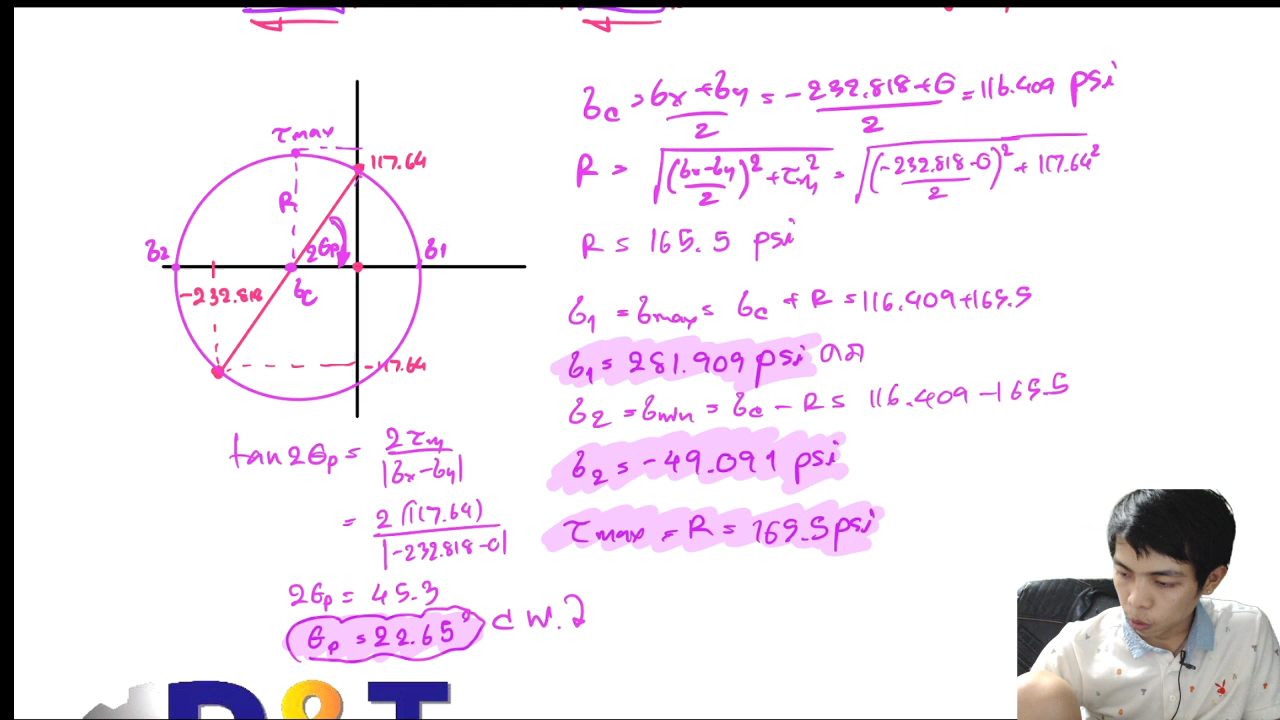 τmax
117.64
R
σ2
2θp
σ1
-232.818
σc
-117.64
tan2θp = 2τxy / |σx-σy|
= 2(117.64) / |-232.818-0|
2θp = 45.3
θp = 22.65° CW.
σc = σx+σy / 2 = -232.818+0 / 2 = 116.409 psi
R = √((σx-σy / 2)² + τxy²) = √((-232.818-0 / 2)² + 117.64²)
R = 165.5 psi
σ1 = σmax = σc + R = 116.409+165.5
σ1 = 281.909 psi ตอบ
σ2 = σmin = σc - R = 116.409-165.5
σ2 = -49.091 psi
τmax = R = 165.5 psi